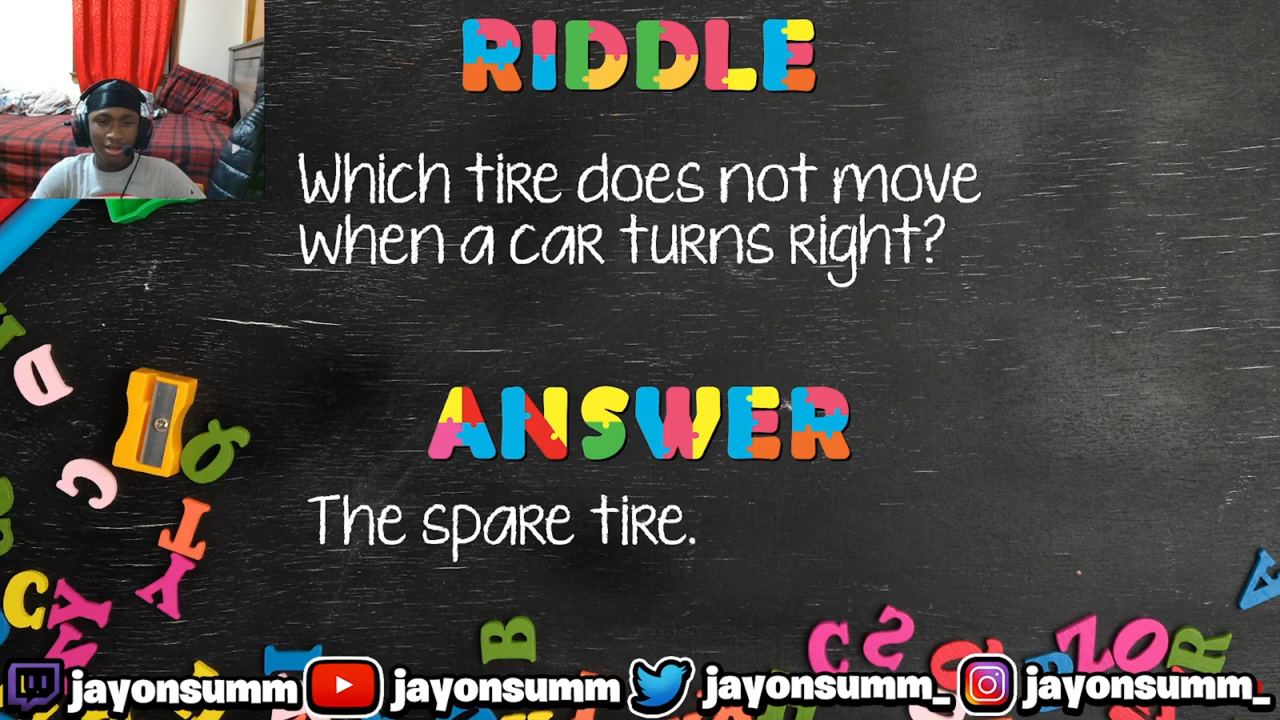 RIDDLE
Which tire does not move
when a car turns right?
ANSWER
The spare tire.
jayonsumm jayonsumm jayonsumm_ jayonsumm_